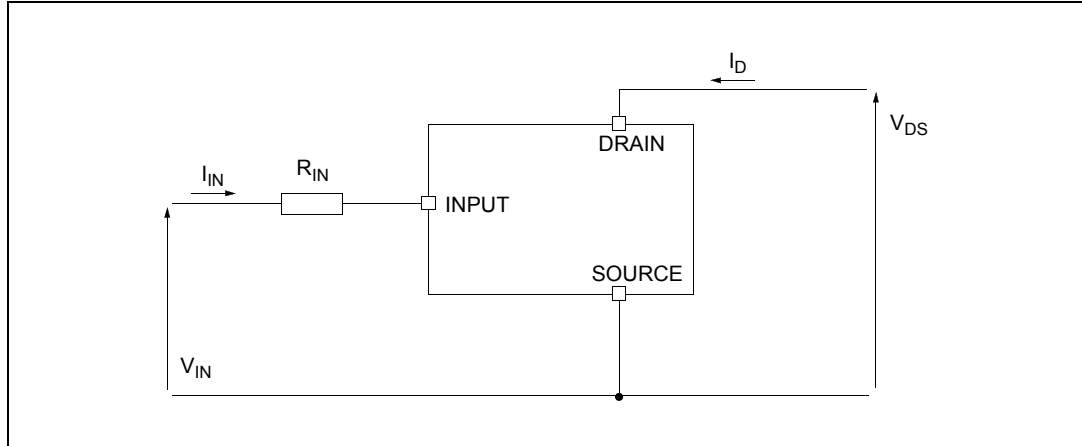 I_D
V_DS
DRAIN
R_IN
I_IN
INPUT
SOURCE
V_IN